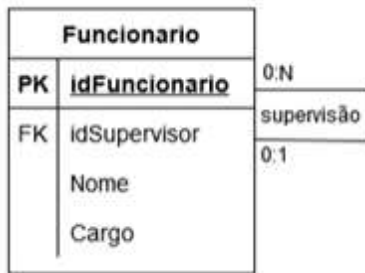 Funcionario
PK idFuncionario
0:N
supervisão
FK idSupervisor
0:1
Nome
Cargo